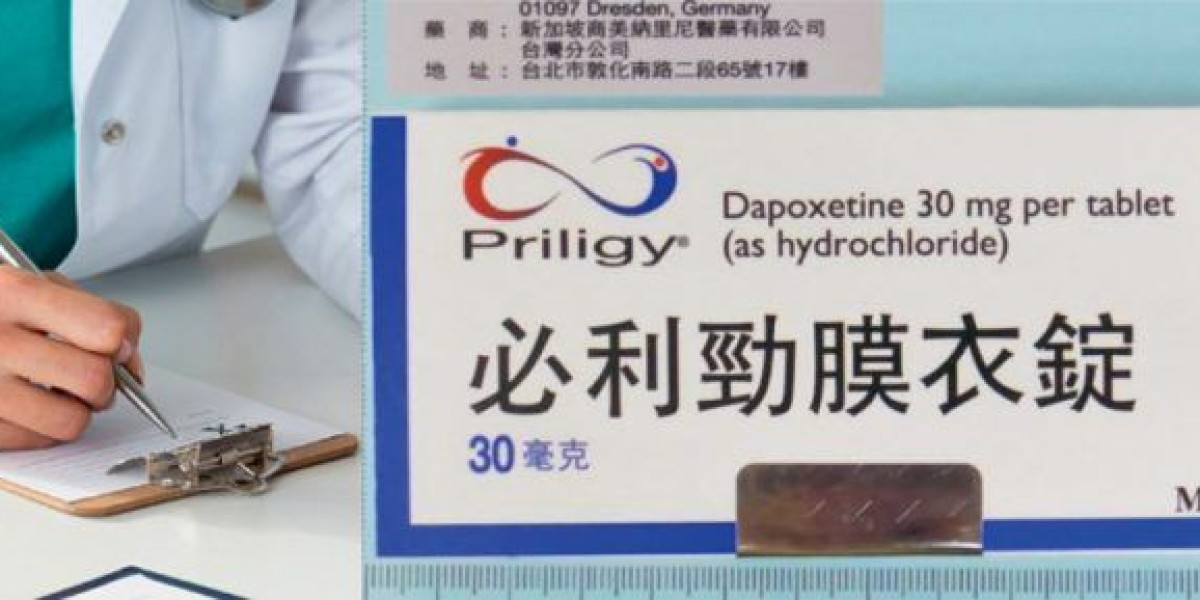 01097 Dresden, Germany
藥 商：新加坡商美納里尼醫藥有限公司
台灣分公司
地 址：台北市敦化南路二段65號17樓
Priligy®
Dapoxetine 30 mg per tablet
(as hydrochloride)
必利勁膜衣錠
30毫克
M